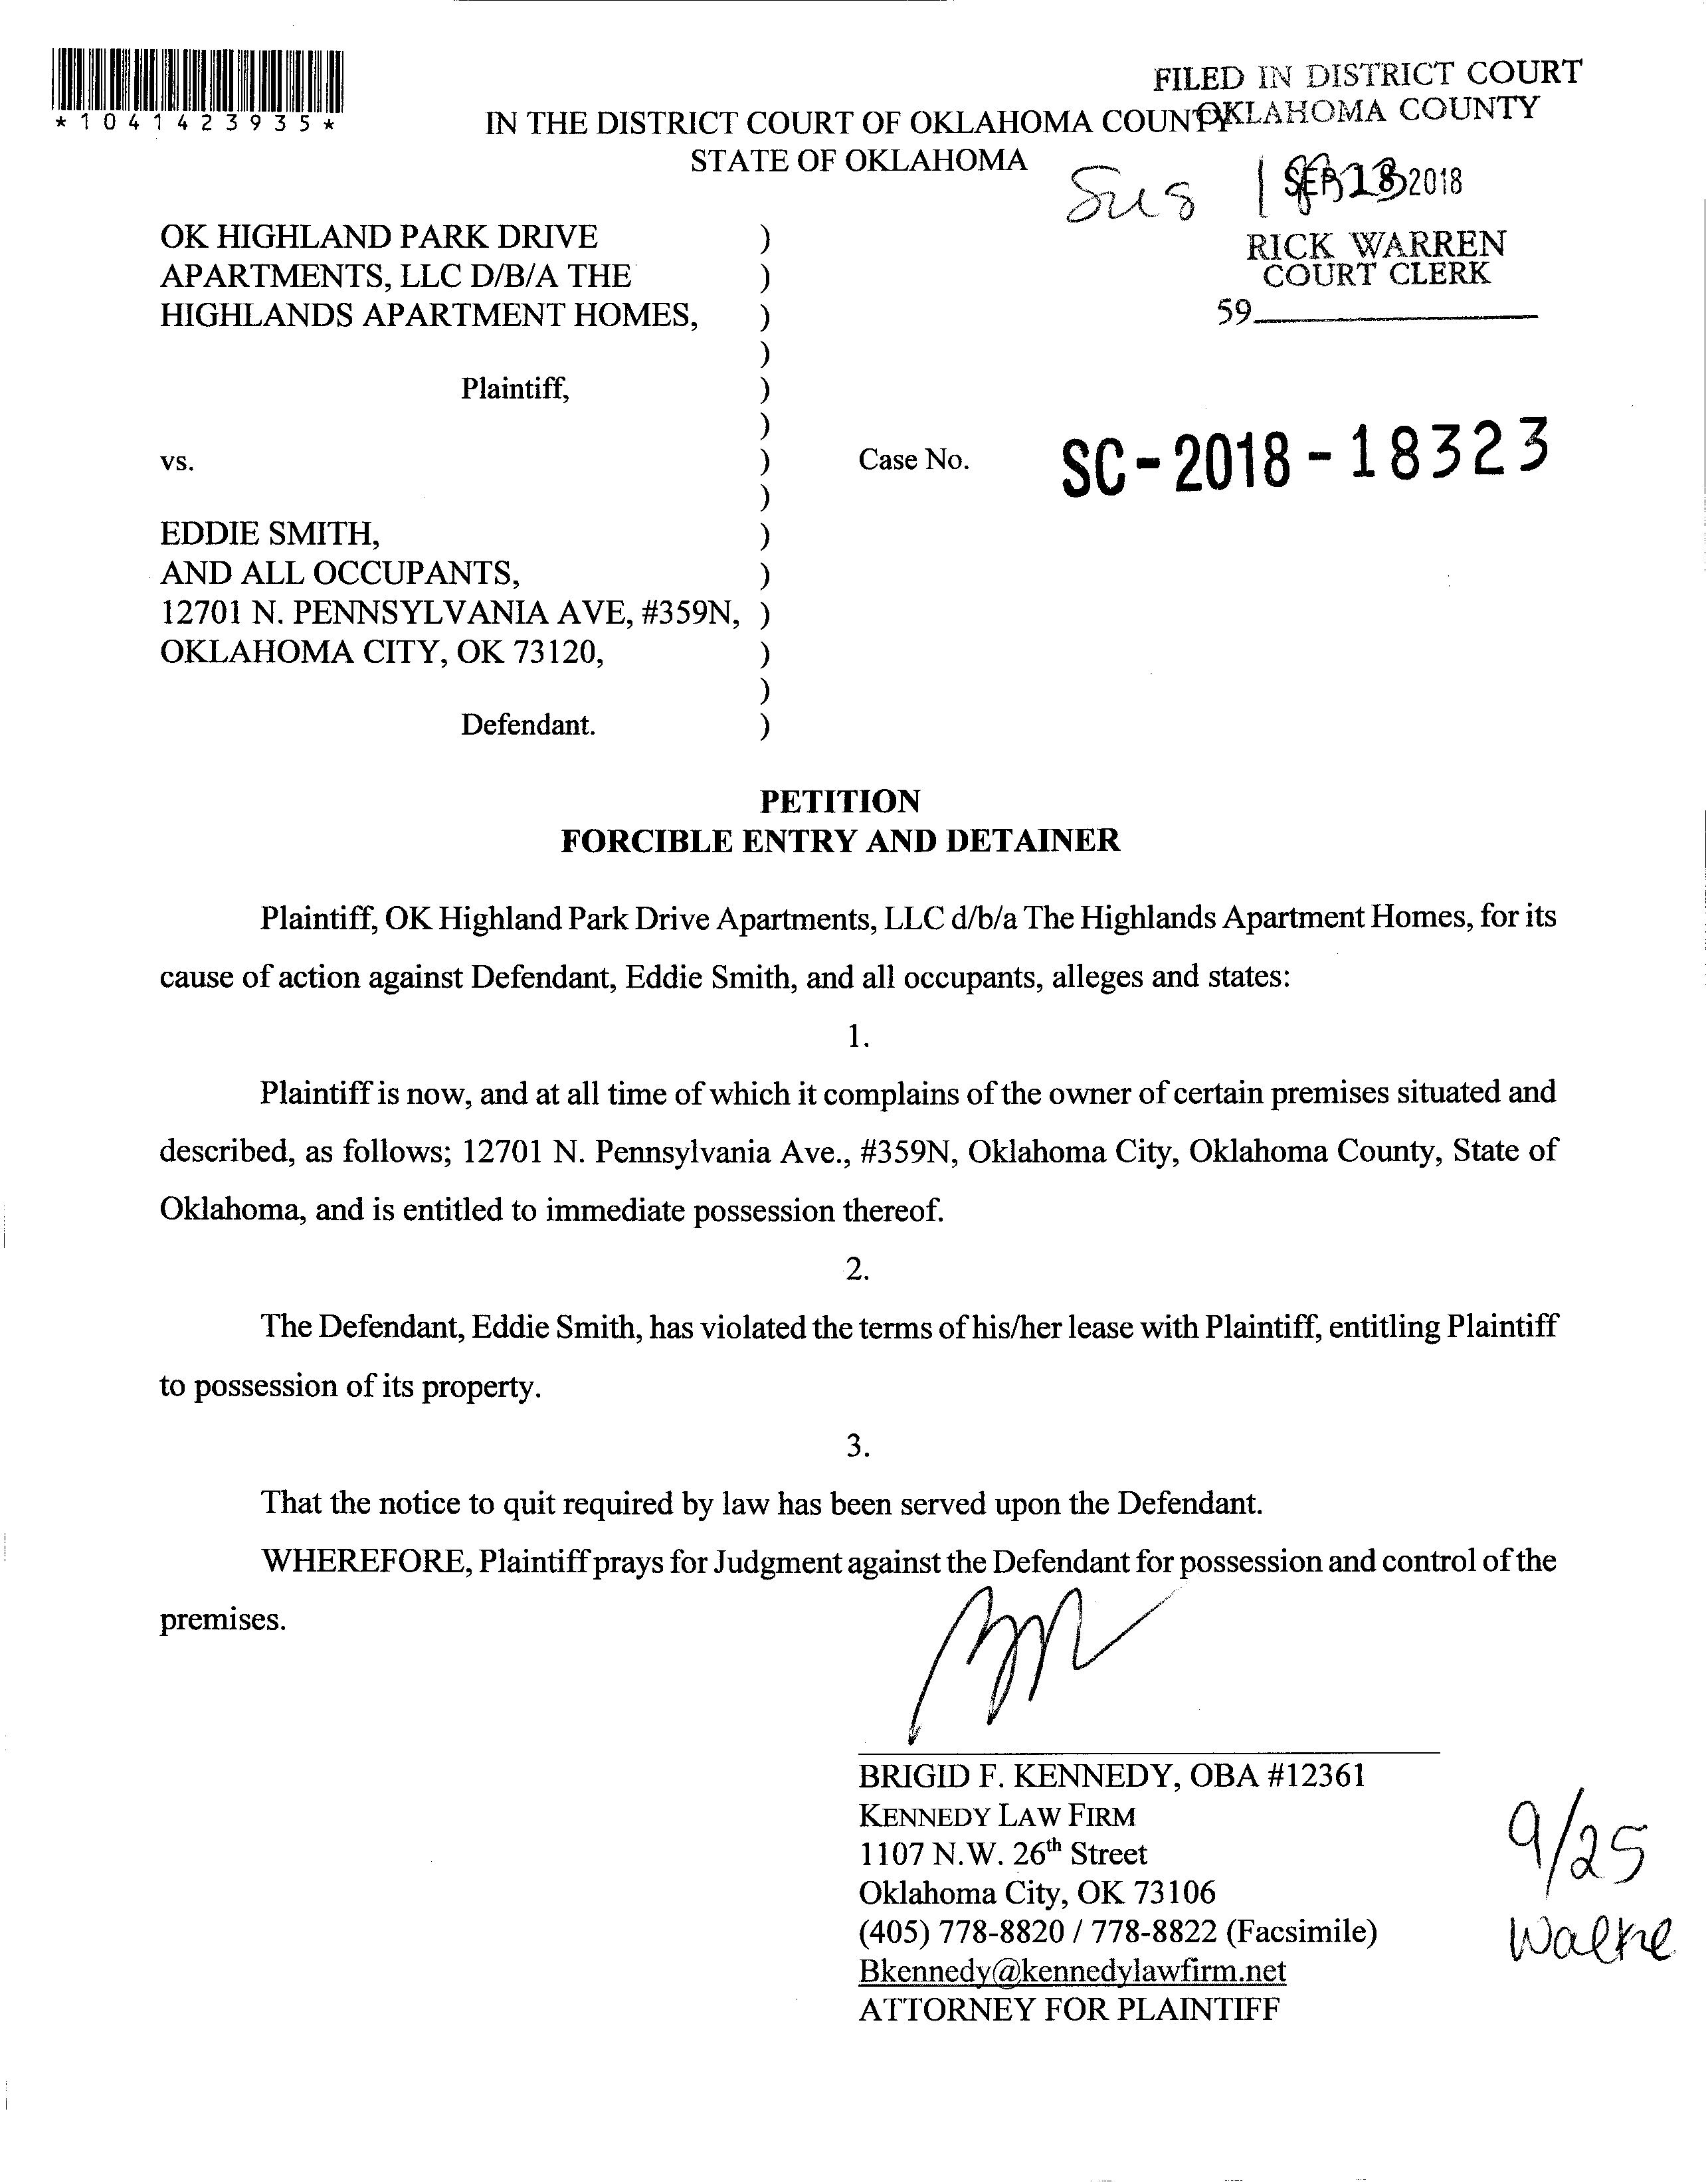 *1041423935*
FILED IN DISTRICT COURT
OKLAHOMA COUNTY
IN THE DISTRICT COURT OF OKLAHOMA COUNTY
STATE OF OKLAHOMA
2018
RICK WARREN
COURT CLERK
59
OK HIGHLAND PARK DRIVE )
APARTMENTS, LLC D/B/A THE )
HIGHLANDS APARTMENT HOMES, )
)
Plaintiff, )
)
vs. ) Case No. SC-2018-18323
)
EDDIE SMITH, )
AND ALL OCCUPANTS, )
12701 N. PENNSYLVANIA AVE, #359N, )
OKLAHOMA CITY, OK 73120, )
)
Defendant. )
PETITION
FORCIBLE ENTRY AND DETAINER
Plaintiff, OK Highland Park Drive Apartments, LLC d/b/a The Highlands Apartment Homes, for its
cause of action against Defendant, Eddie Smith, and all occupants, alleges and states:
1.
Plaintiff is now, and at all time of which it complains of the owner of certain premises situated and
described, as follows; 12701 N. Pennsylvania Ave., #359N, Oklahoma City, Oklahoma County, State of
Oklahoma, and is entitled to immediate possession thereof.
2.
The Defendant, Eddie Smith, has violated the terms of his/her lease with Plaintiff, entitling Plaintiff
to possession of its property.
3.
That the notice to quit required by law has been served upon the Defendant.
WHEREFORE, Plaintiff prays for Judgment against the Defendant for possession and control of the
premises.
BRIGID F. KENNEDY, OBA #12361
KENNEDY LAW FIRM
1107 N.W. 26th Street
Oklahoma City, OK 73106
(405) 778-8820 / 778-8822 (Facsimile)
Bkennedy@kennedylawfirm.net
ATTORNEY FOR PLAINTIFF
9/25
Walke